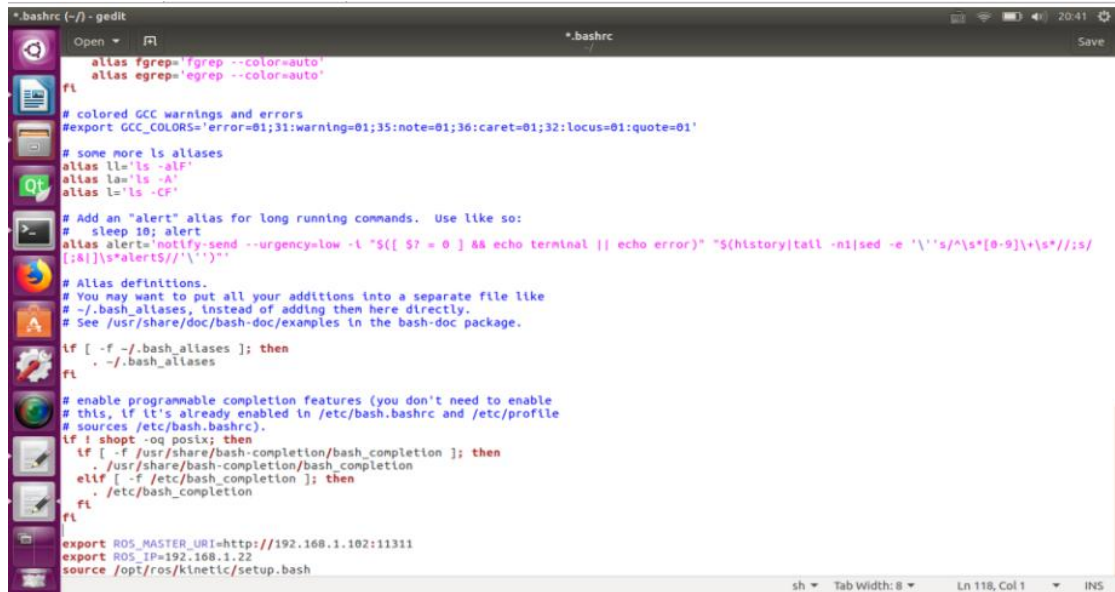 *.bashrc (~/) - gedit
20:41
Open
*.bashrc
~/
Save
alias fgrep='fgrep --color=auto'
alias egrep='egrep --color=auto'
fi
# colored GCC warnings and errors
#export GCC_COLORS='error=01;31:warning=01;35:note=01;36:caret=01;32:locus=01:quote=01'
# some more ls aliases
alias ll='ls -alF'
alias la='ls -A'
alias l='ls -CF'
# Add an "alert" alias for long running commands.  Use like so:
#   sleep 10; alert
alias alert='notify-send --urgency=low -i "$([ $? = 0 ] && echo terminal || echo error)" "$(history|tail -n1|sed -e '\''s/^\s*[0-9]\+\s*//;s/
[;&|]\s*alert$//'\'')"'
# Alias definitions.
# You may want to put all your additions into a separate file like
# ~/.bash_aliases, instead of adding them here directly.
# See /usr/share/doc/bash-doc/examples in the bash-doc package.
if [ -f ~/.bash_aliases ]; then
. ~/.bash_aliases
fi
# enable programmable completion features (you don't need to enable
# this, if it's already enabled in /etc/bash.bashrc and /etc/profile
# sources /etc/bash.bashrc).
if ! shopt -oq posix; then
if [ -f /usr/share/bash-completion/bash_completion ]; then
. /usr/share/bash-completion/bash_completion
elif [ -f /etc/bash_completion ]; then
. /etc/bash_completion
fi
fi
export ROS_MASTER_URI=http://192.168.1.102:11311
export ROS_IP=192.168.1.22
source /opt/ros/kinetic/setup.bash
sh Tab Width: 8 Ln 118, Col 1 INS
Qt